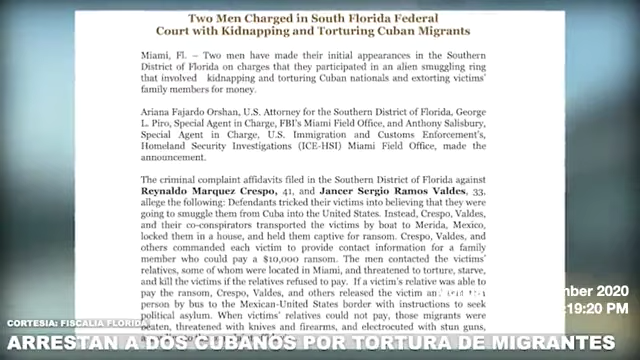 Two Men Charged in South Florida Federal
Court with Kidnapping and Torturing Cuban Migrants
Miami, Fl. – Two men have made their initial appearances in the Southern
District of Florida on charges that they participated in an alien smuggling ring
that involved kidnapping and torturing Cuban nationals and extorting victims'
family members for money.
Ariana Fajardo Orshan, U.S. Attorney for the Southern District of Florida, George
L. Piro, Special Agent in Charge, FBI's Miami Field Office, and Anthony Salisbury,
Special Agent in Charge, U.S. Immigration and Customs Enforcement's,
Homeland Security Investigations (ICE-HSI) Miami Field Office, made the
announcement.
The criminal complaint affidavits filed in the Southern District of Florida against
Reynaldo Marquez Crespo, 41, and Jancer Sergio Ramos Valdes, 33,
allege the following: Defendants tricked their victims into believing that they were
going to smuggle them from Cuba into the United States. Instead, Crespo, Valdes,
and their co-conspirators transported the victims by boat to Merida, Mexico,
locked them in a house, and held them captive for ransom. Crespo, Valdes, and
others commanded each victim to provide contact information for a family
member who could pay a $10,000 ransom. The men contacted the victims'
relatives, some of whom were located in Miami, and threatened to torture, starve,
and kill the victims if the relatives refused to pay. If a victim's relative was able to
pay the ransom, Crespo, Valdes, and others released the victim
person by bus to the Mexican-United States border with instructions to seek
political asylum. When victims' relatives could not pay, those migrants were
beaten, threatened with knives and firearms, and electrocuted with stun guns,
mber 2020
:19:20 PM
CORTESIA: FISCALIA FLORIDA
ARRESTAN A DOS CUBANOS POR TORTURA DE MIGRANTES